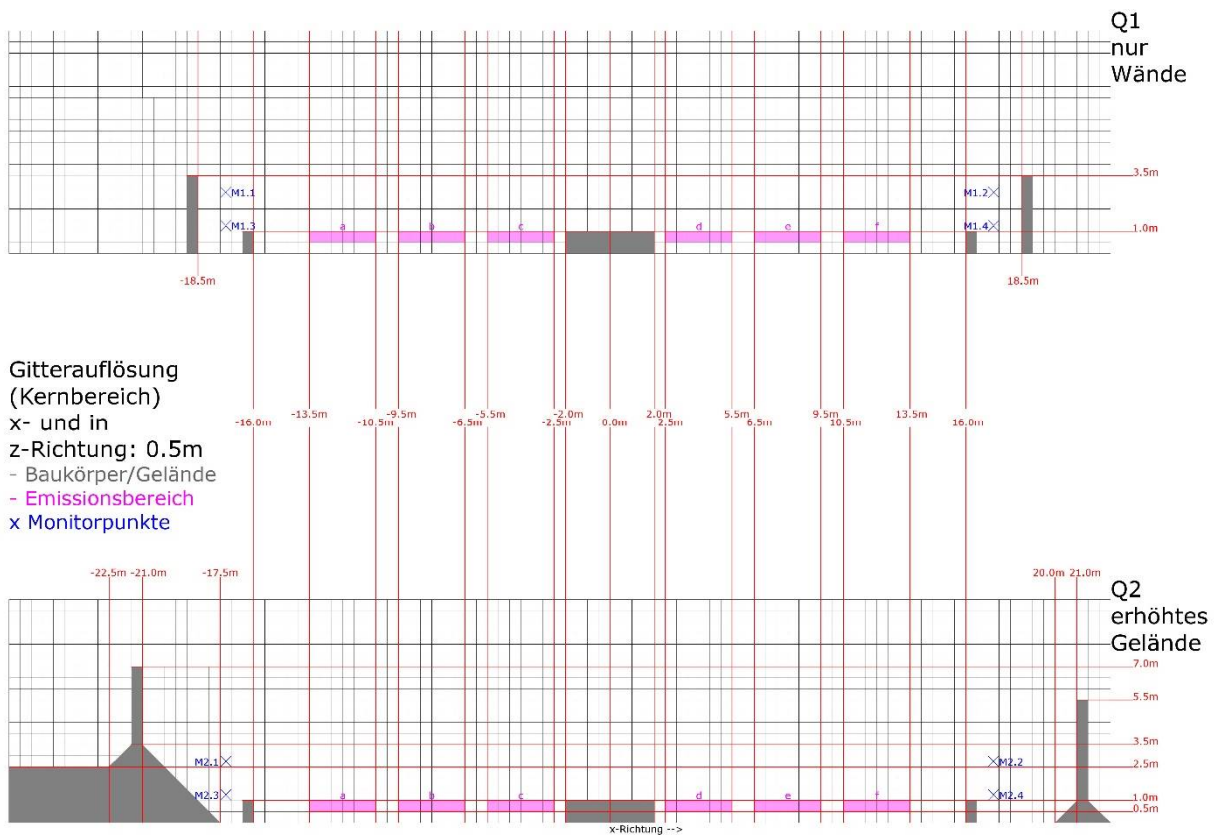 Q1
nur
Wände
3.5m
M1.1
M1.2
M1.3
M1.4
a
b
c
d
e
f
1.0m
-18.5m
18.5m
Gitterauflösung
(Kernbereich)
x- und in
z-Richtung: 0.5m
- Baukörper/Gelände
- Emissionsbereich
x Monitorpunkte
-13.5m
-9.5m
-5.5m
-2.0m
2.0m
5.5m
9.5m
13.5m
-16.0m
-10.5m
-6.5m
-2.5m
0.0m
2.5m
6.5m
10.5m
16.0m
-22.5m
-21.0m
-17.5m
20.0m
21.0m
Q2
erhöhtes
Gelände
7.0m
5.5m
3.5m
M2.1
M2.2
2.5m
M2.3
M2.4
a
b
c
d
e
f
1.0m
0.5m
x-Richtung -->